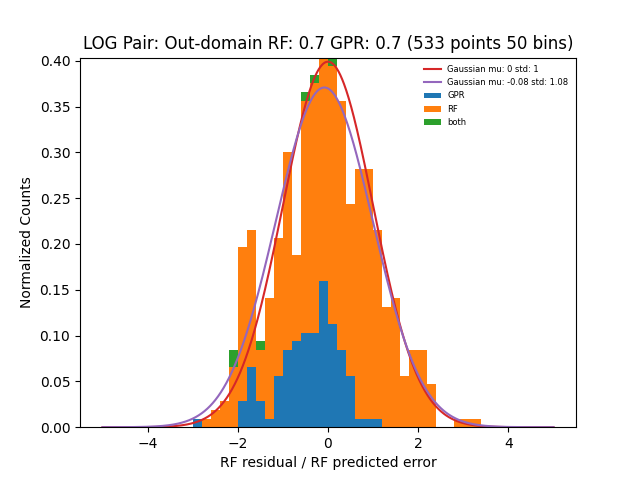 LOG Pair: Out-domain RF: 0.7 GPR: 0.7 (533 points 50 bins)
Gaussian mu: 0 std: 1
Gaussian mu: -0.08 std: 1.08
GPR
RF
both
Normalized Counts
0.40
0.35
0.30
0.25
0.20
0.15
0.10
0.05
0.00
−4 −2 0 2 4
RF residual / RF predicted error